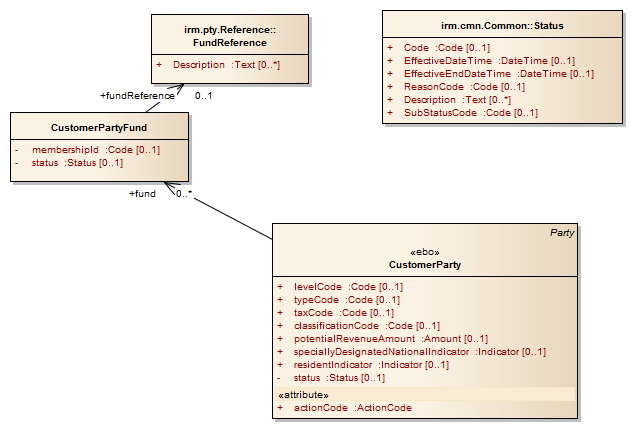 irm.pty.Reference::
FundReference
+ Description :Text [0..*]
irm.cmn.Common::Status
+ Code :Code [0..1]
+ EffectiveDateTime :DateTime [0..1]
+ EffectiveEndDateTime :DateTime [0..1]
+ ReasonCode :Code [0..1]
+ Description :Text [0..*]
+ SubStatusCode :Code [0..1]
+fundReference 0..1
CustomerPartyFund
- membershipId :Code [0..1]
- status :Status [0..1]
+fund 0..*
Party
«ebo»
CustomerParty
+ levelCode :Code [0..1]
+ typeCode :Code [0..1]
+ taxCode :Code [0..1]
+ classificationCode :Code [0..1]
+ potentialRevenueAmount :Amount [0..1]
+ speciallyDesignatedNationalIndicator :Indicator [0..1]
+ residentIndicator :Indicator [0..1]
- status :Status [0..1]
«attribute»
+ actionCode :ActionCode